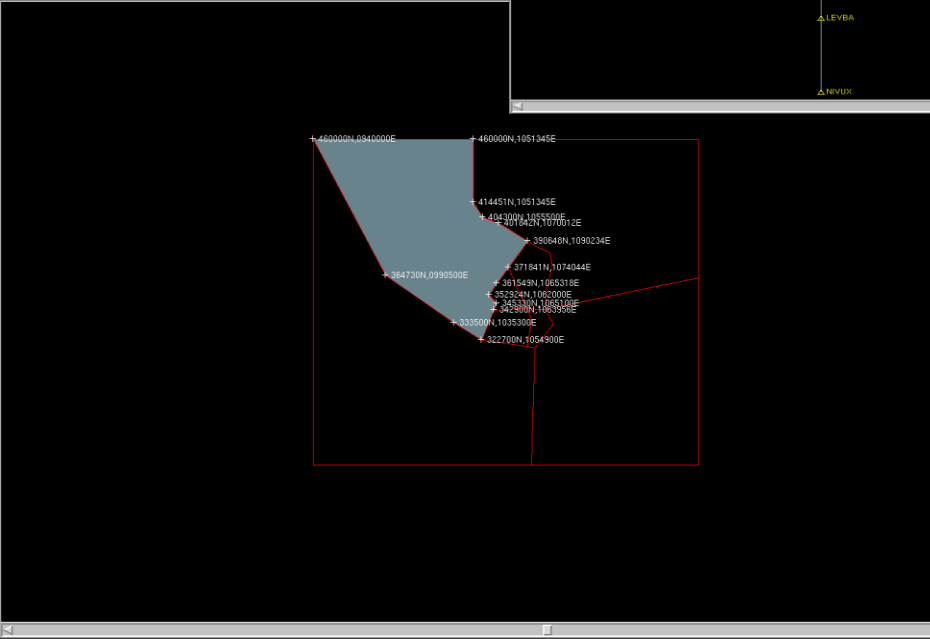 LEVBA
NIVUX
460000N,0940000E
460000N,1051345E
414451N,1051345E
404300N,1055500E
401842N,1070012E
390648N,1090234E
371841N,1074044E
364730N,0990500E
361549N,1065318E
352924N,1062000E
345330N,1065100E
342900N,1063956E
333500N,1035300E
322700N,1054900E